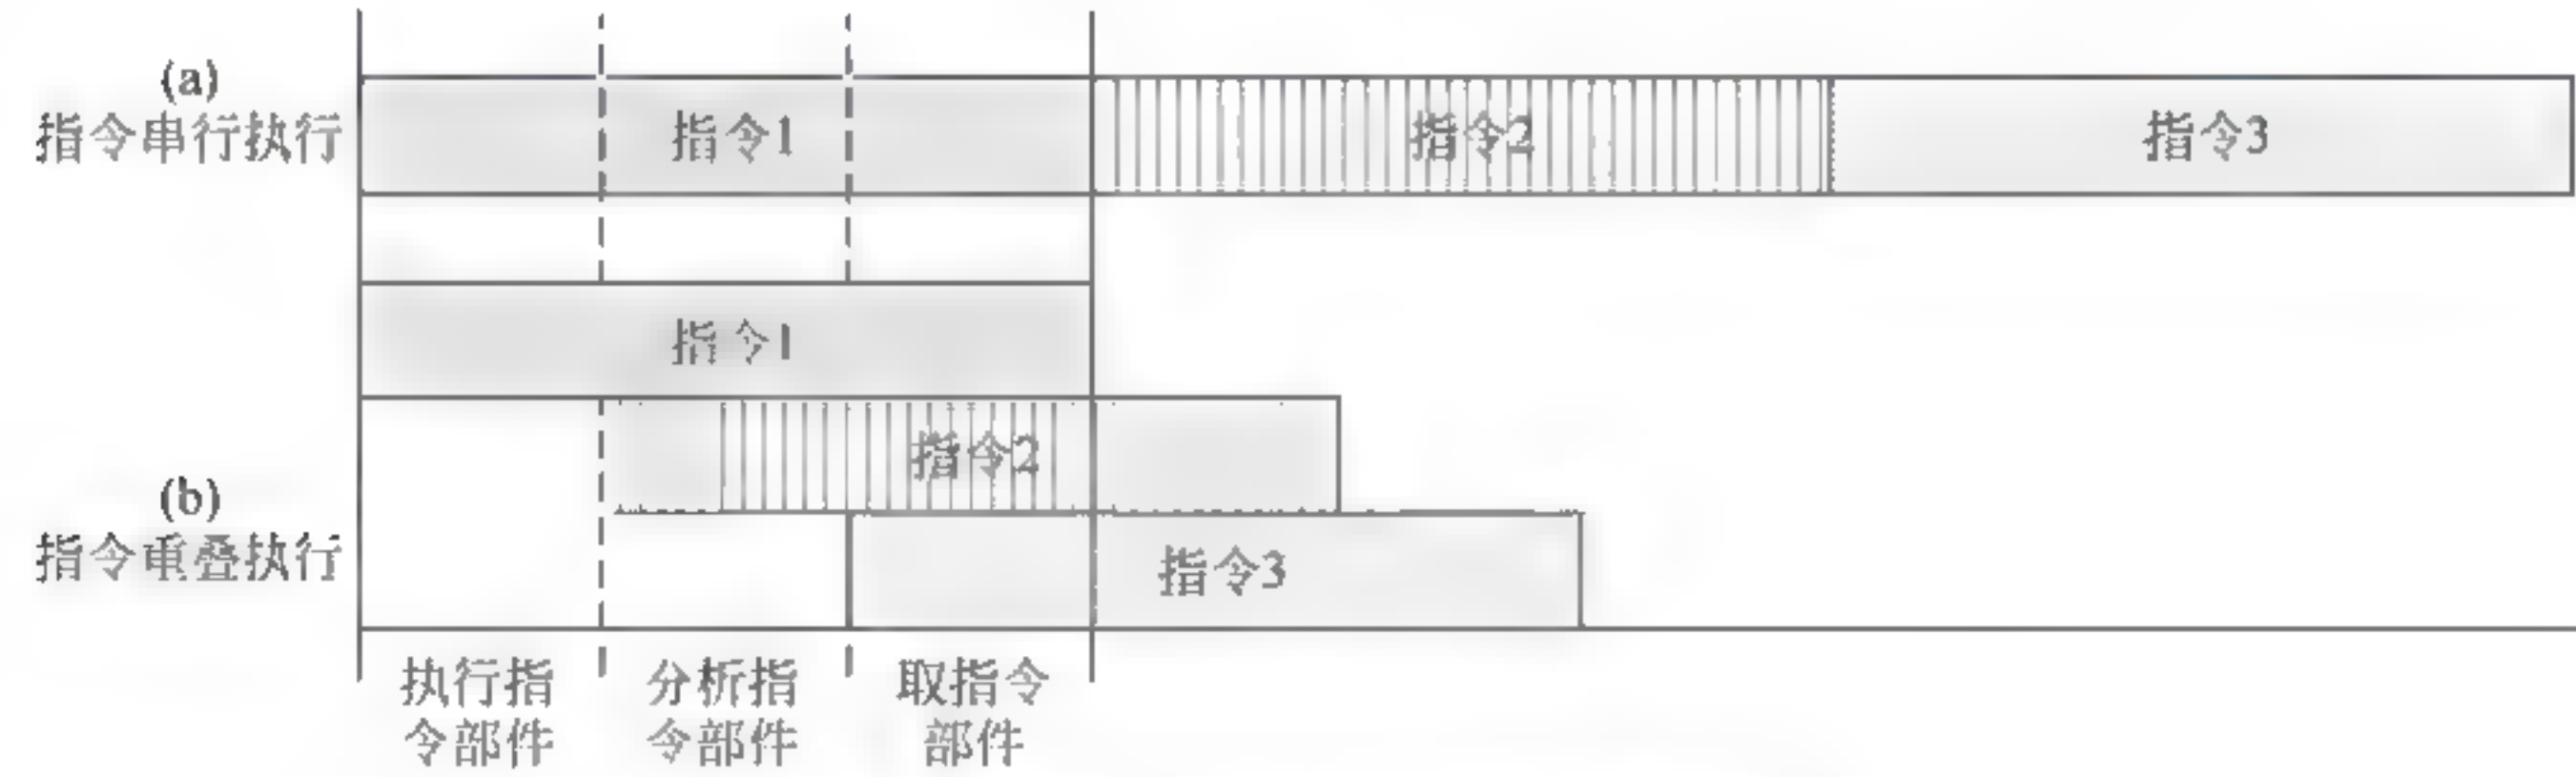 (a)
指令串行执行
指令1
指令2
指令3
指令1
指令2
(b)
指令重叠执行
指令3
执行指
令部件
分析指
令部件
取指令
部件